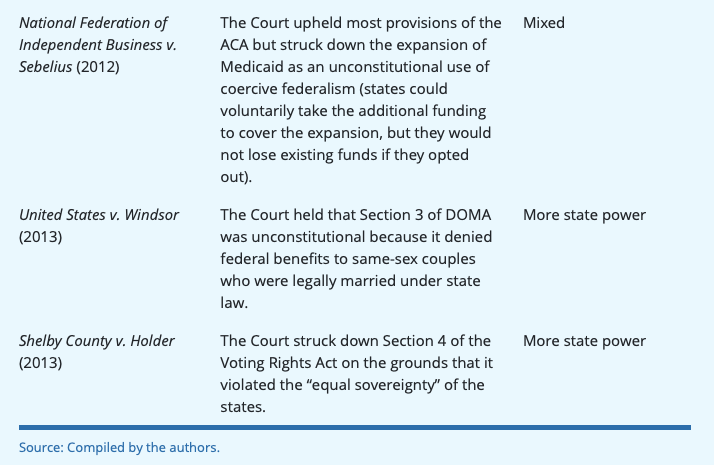 National Federation of
Independent Business v.
Sebelius (2012)
The Court upheld most provisions of the
ACA but struck down the expansion of
Medicaid as an unconstitutional use of
coercive federalism (states could
voluntarily take the additional funding
to cover the expansion, but they would
not lose existing funds if they opted
out).
Mixed
United States v. Windsor
(2013)
The Court held that Section 3 of DOMA
was unconstitutional because it denied
federal benefits to same-sex couples
who were legally married under state
law.
More state power
Shelby County v. Holder
(2013)
The Court struck down Section 4 of the
Voting Rights Act on the grounds that it
violated the “equal sovereignty” of the
states.
More state power
Source: Compiled by the authors.